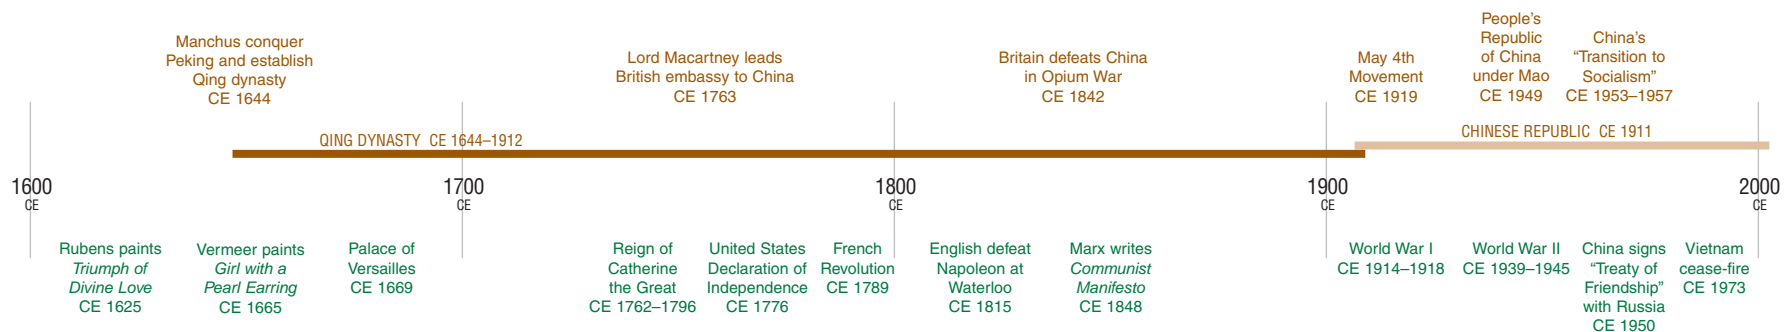 Manchus conquer
Peking and establish
Qing dynasty
CE 1644
Lord Macartney leads
British embassy to China
CE 1763
Britain defeats China
in Opium War
CE 1842
May 4th
Movement
CE 1919
People’s
Republic
of China
under Mao
CE 1949
China’s
“Transition to
Socialism”
CE 1953–1957
QING DYNASTY CE 1644–1912
CHINESE REPUBLIC CE 1911
1600
CE
1700
CE
1800
CE
1900
CE
2000
CE
Rubens paints
Triumph of
Divine Love
CE 1625
Vermeer paints
Girl with a
Pearl Earring
CE 1665
Palace of
Versailles
CE 1669
Reign of
Catherine
the Great
CE 1762–1796
United States
Declaration of
Independence
CE 1776
French
Revolution
CE 1789
English defeat
Napoleon at
Waterloo
CE 1815
Marx writes
Communist
Manifesto
CE 1848
World War I
CE 1914–1918
World War II
CE 1939–1945
China signs
“Treaty of
Friendship”
with Russia
CE 1950
Vietnam
cease-fire
CE 1973